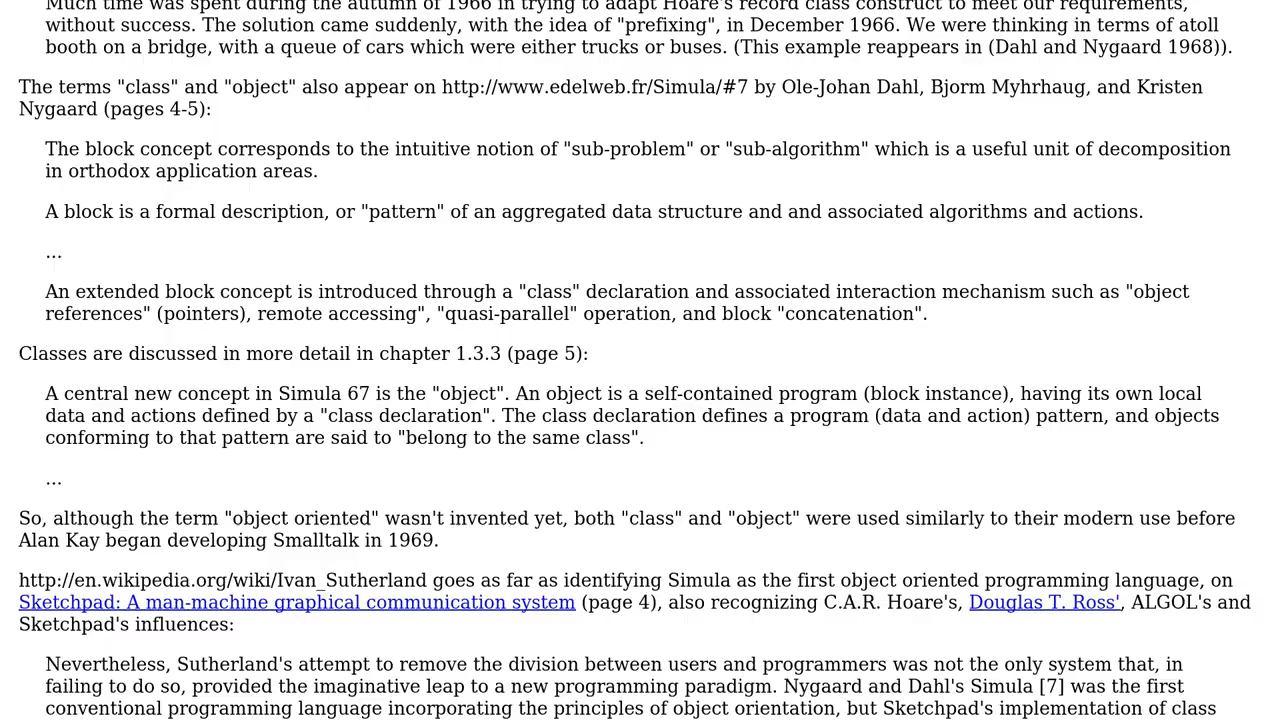 Much time was spent during the autumn of 1966 in trying to adapt Hoare's record class construct to meet our requirements,
without success. The solution came suddenly, with the idea of "prefixing", in December 1966. We were thinking in terms of atoll
booth on a bridge, with a queue of cars which were either trucks or buses. (This example reappears in (Dahl and Nygaard 1968)).
The terms "class" and "object" also appear on http://www.edelweb.fr/Simula/#7 by Ole-Johan Dahl, Bjorm Myhrhaug, and Kristen
Nygaard (pages 4-5):
The block concept corresponds to the intuitive notion of "sub-problem" or "sub-algorithm" which is a useful unit of decomposition
in orthodox application areas.
A block is a formal description, or "pattern" of an aggregated data structure and and associated algorithms and actions.
...
An extended block concept is introduced through a "class" declaration and associated interaction mechanism such as "object
references" (pointers), remote accessing", "quasi-parallel" operation, and block "concatenation".
Classes are discussed in more detail in chapter 1.3.3 (page 5):
A central new concept in Simula 67 is the "object". An object is a self-contained program (block instance), having its own local
data and actions defined by a "class declaration". The class declaration defines a program (data and action) pattern, and objects
conforming to that pattern are said to "belong to the same class".
...
So, although the term "object oriented" wasn't invented yet, both "class" and "object" were used similarly to their modern use before
Alan Kay began developing Smalltalk in 1969.
http://en.wikipedia.org/wiki/Ivan_Sutherland goes as far as identifying Simula as the first object oriented programming language, on
Sketchpad: A man-machine graphical communication system (page 4), also recognizing C.A.R. Hoare's, Douglas T. Ross', ALGOL's and
Sketchpad's influences:
Nevertheless, Sutherland's attempt to remove the division between users and programmers was not the only system that, in
failing to do so, provided the imaginative leap to a new programming paradigm. Nygaard and Dahl's Simula [7] was the first
conventional programming language incorporating the principles of object orientation, but Sketchpad's implementation of class